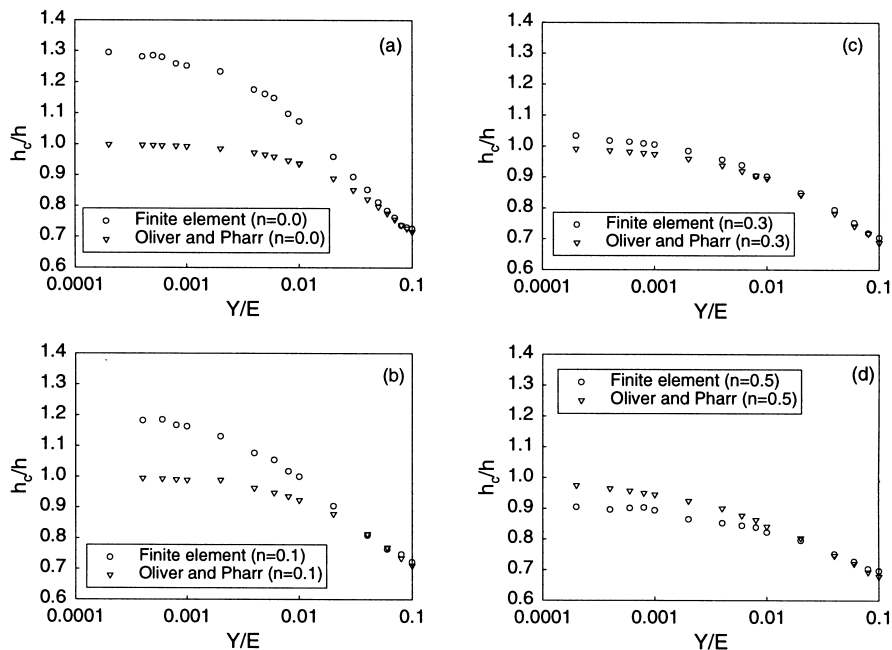 (a)
h_c/h
1.4
1.3
1.2
1.1
1.0
0.9
0.8
0.7
0.6
Finite element (n=0.0)
Oliver and Pharr (n=0.0)
0.0001 0.001 0.01 0.1
Y/E
(c)
h_c/h
1.4
1.3
1.2
1.1
1.0
0.9
0.8
0.7
0.6
Finite element (n=0.3)
Oliver and Pharr (n=0.3)
0.0001 0.001 0.01 0.1
Y/E
(b)
h_c/h
1.4
1.3
1.2
1.1
1.0
0.9
0.8
0.7
0.6
Finite element (n=0.1)
Oliver and Pharr (n=0.1)
0.0001 0.001 0.01 0.1
Y/E
(d)
h_c/h
1.4
1.3
1.2
1.1
1.0
0.9
0.8
0.7
0.6
Finite element (n=0.5)
Oliver and Pharr (n=0.5)
0.0001 0.001 0.01 0.1
Y/E